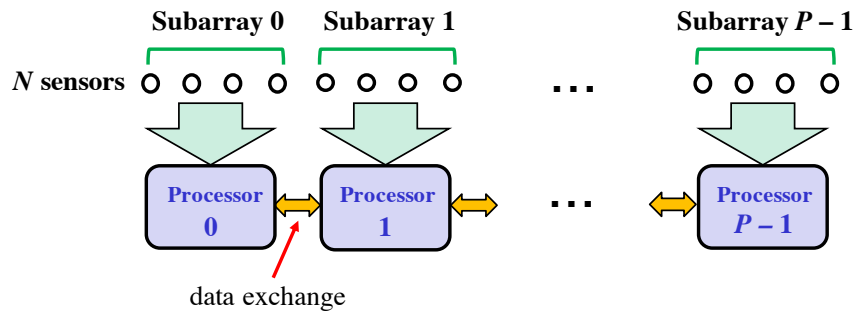 Subarray 0 Subarray 1 Subarray P – 1
N sensors ...
Processor 0 Processor 1 ... Processor P – 1
data exchange